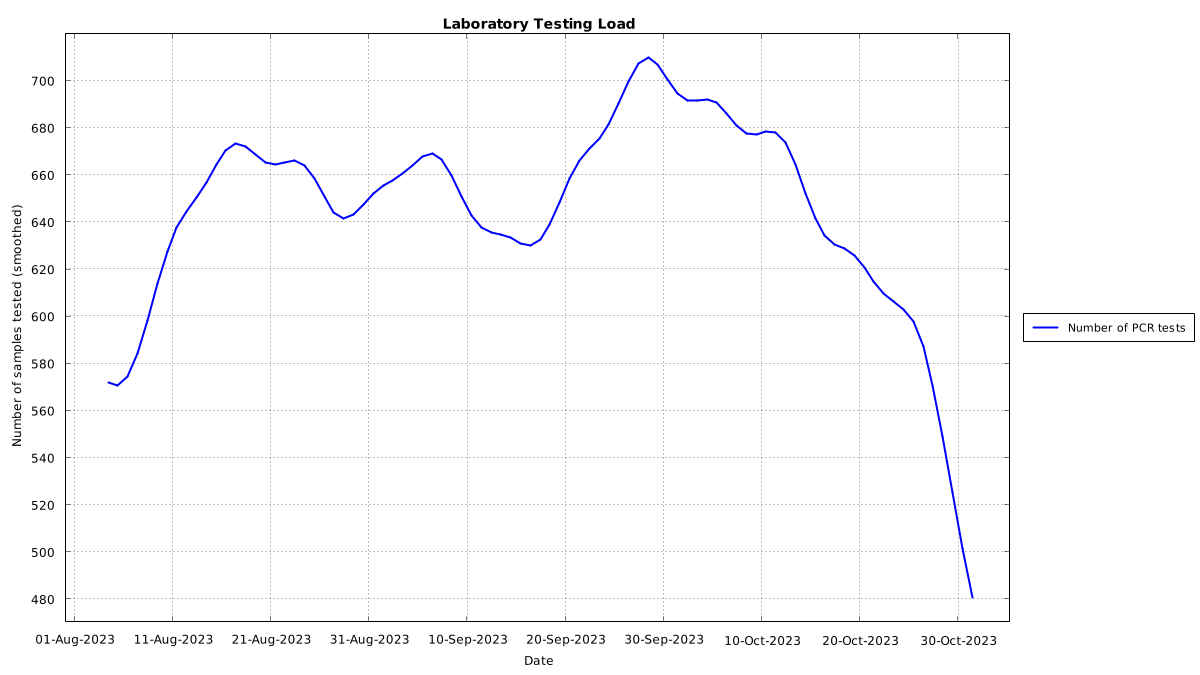 Laboratory Testing Load
Number of samples tested (smoothed)
700
680
660
640
620
600
580
560
540
520
500
480
01-Aug-2023 11-Aug-2023 21-Aug-2023 31-Aug-2023 10-Sep-2023 20-Sep-2023 30-Sep-2023 10-Oct-2023 20-Oct-2023 30-Oct-2023
Date
Number of PCR tests